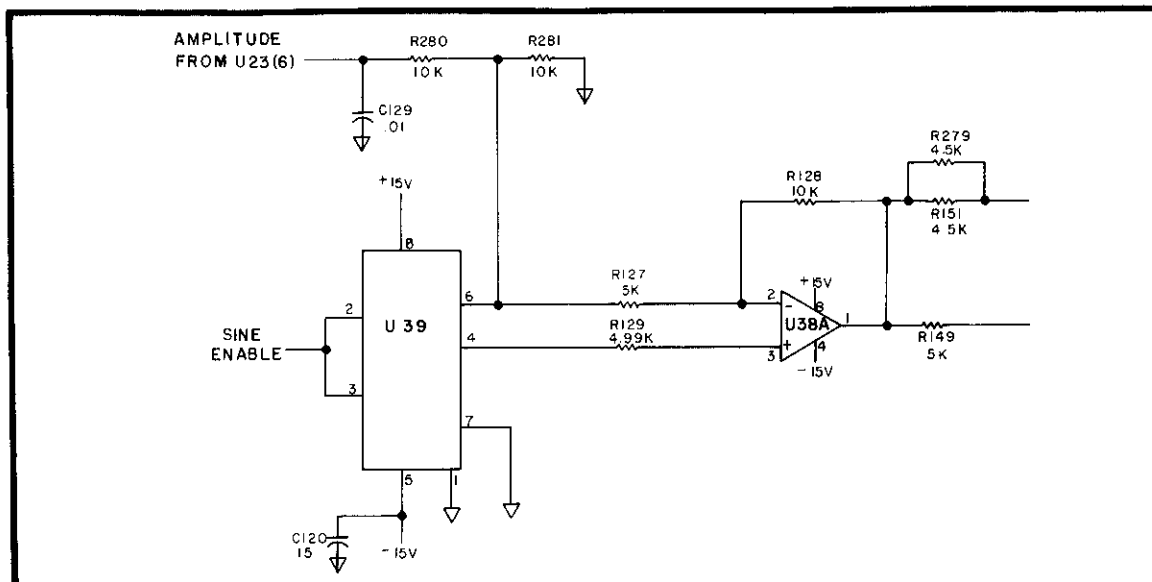 AMPLITUDE
FROM U23(6)
R280
10K
R281
10K
C129
.01
+15V
8
2
3
U 39
6
4
7
5
1
SINE
ENABLE
C120
15
-15V
R127
5K
R129
4.99K
R128
10K
R279
4.5K
R151
4.5K
+15V
8
2
-
U38A
1
+
3
4
-15V
R149
5K